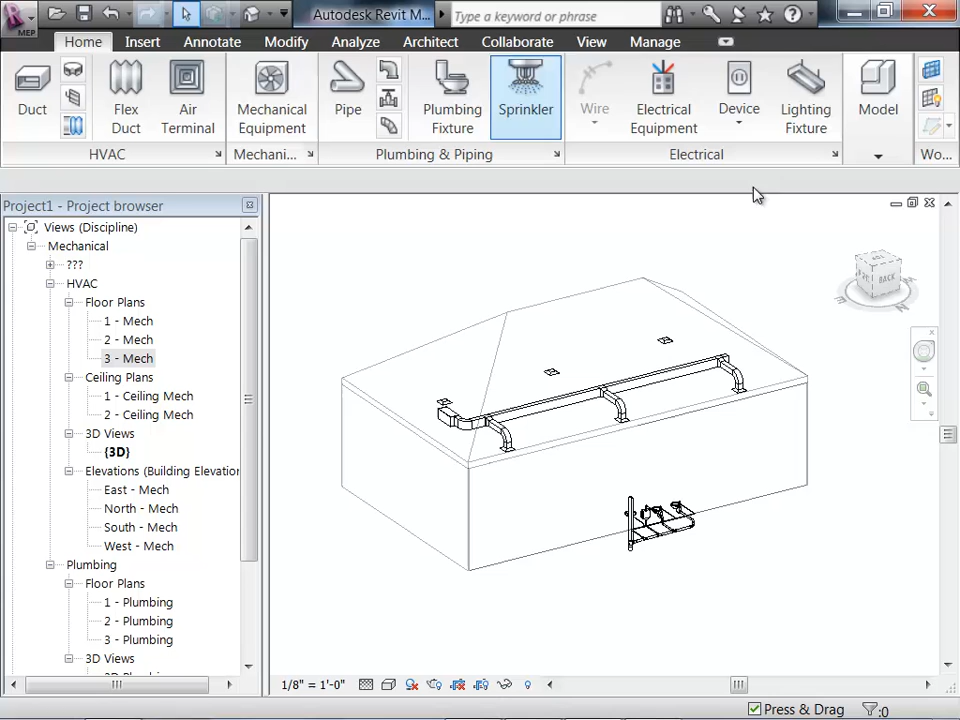 MEP
Autodesk Revit M...
Type a keyword or phrase
Home Insert Annotate Modify Analyze Architect Collaborate View Manage
Duct
Flex Duct
Air Terminal
Mechanical Equipment
Pipe
Plumbing Fixture
Sprinkler
Wire
Electrical Equipment
Device
Lighting Fixture
Model
HVAC
Mechani...
Plumbing & Piping
Electrical
Wo...
Project1 - Project browser
Views (Discipline)
Mechanical
???
HVAC
Floor Plans
1 - Mech
2 - Mech
3 - Mech
Ceiling Plans
1 - Ceiling Mech
2 - Ceiling Mech
3D Views
{3D}
Elevations (Building Elevation
East - Mech
North - Mech
South - Mech
West - Mech
Plumbing
Floor Plans
1 - Plumbing
2 - Plumbing
3 - Plumbing
3D Views
BACK
1/8" = 1'-0"
Press & Drag
:0